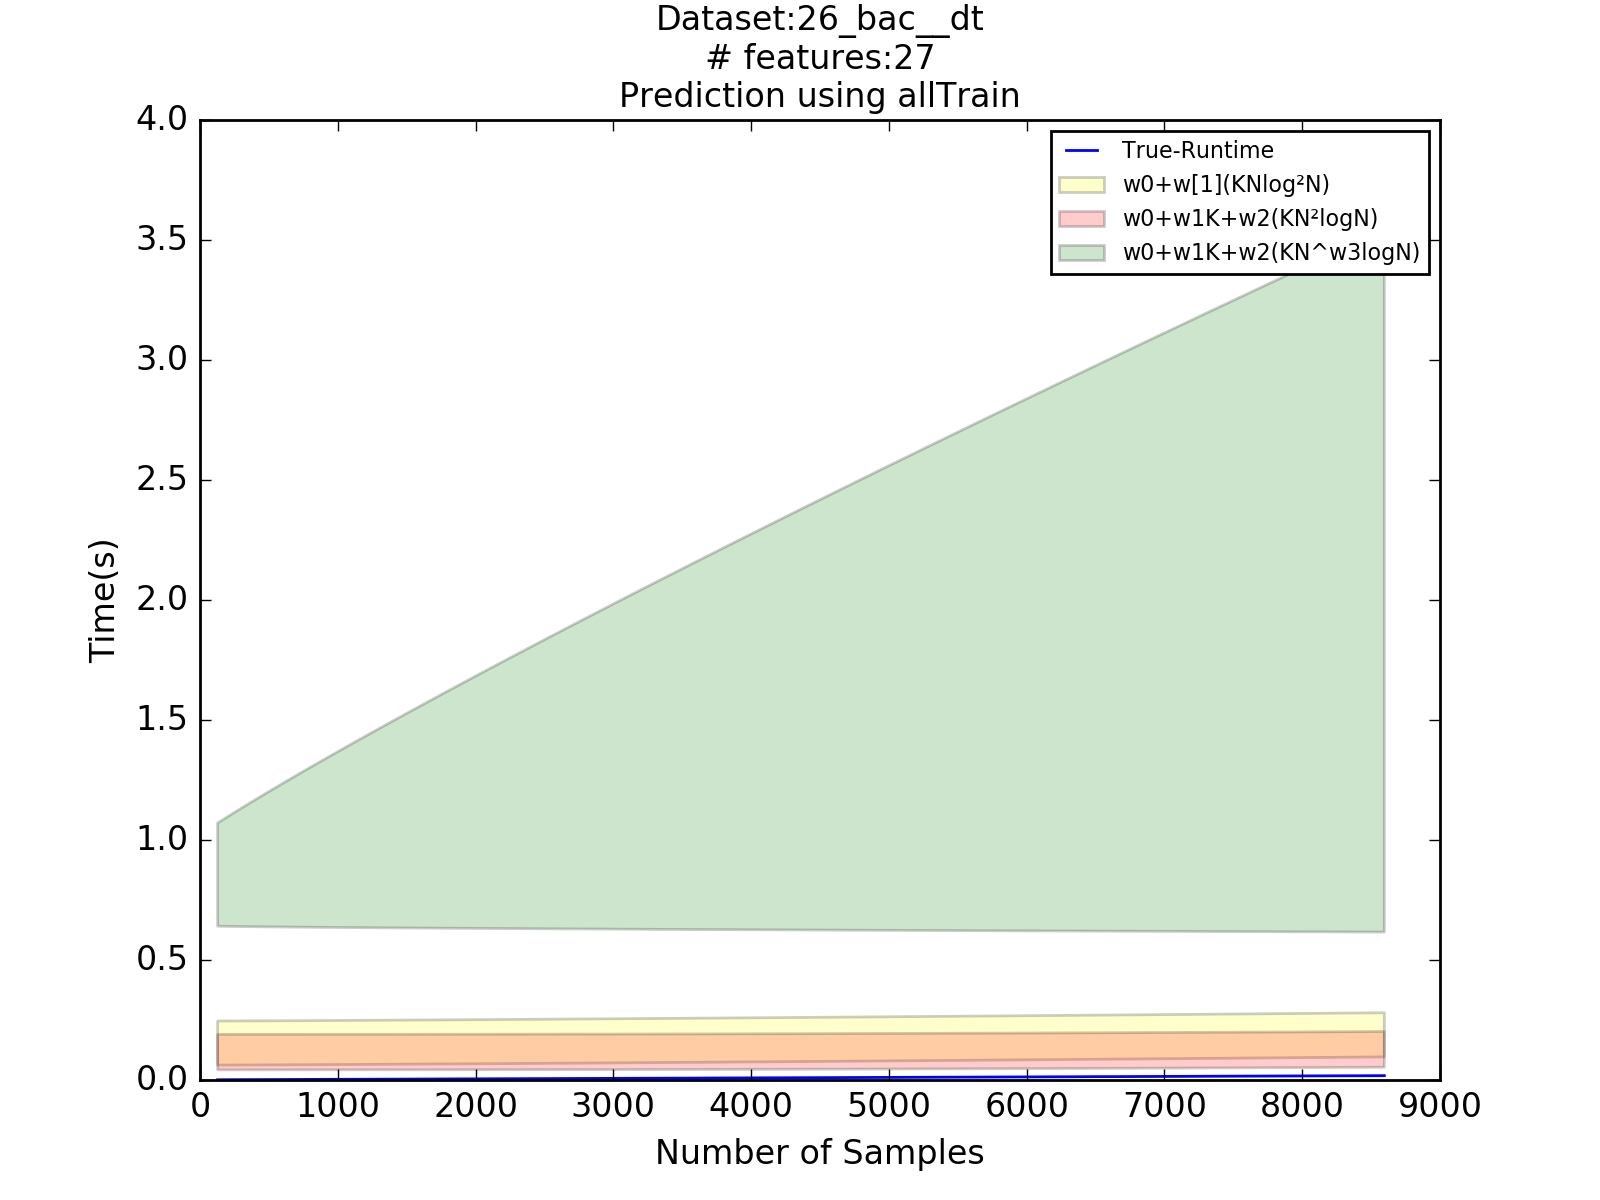 Dataset:26_bac__dt
# features:27
Prediction using allTrain
True-Runtime
w0+w[1](KNlog²N)
w0+w1K+w2(KN²logN)
w0+w1K+w2(KN^w3logN)
4.0
3.5
3.0
2.5
2.0
1.5
1.0
0.5
0.0
Time(s)
0 1000 2000 3000 4000 5000 6000 7000 8000 9000
Number of Samples